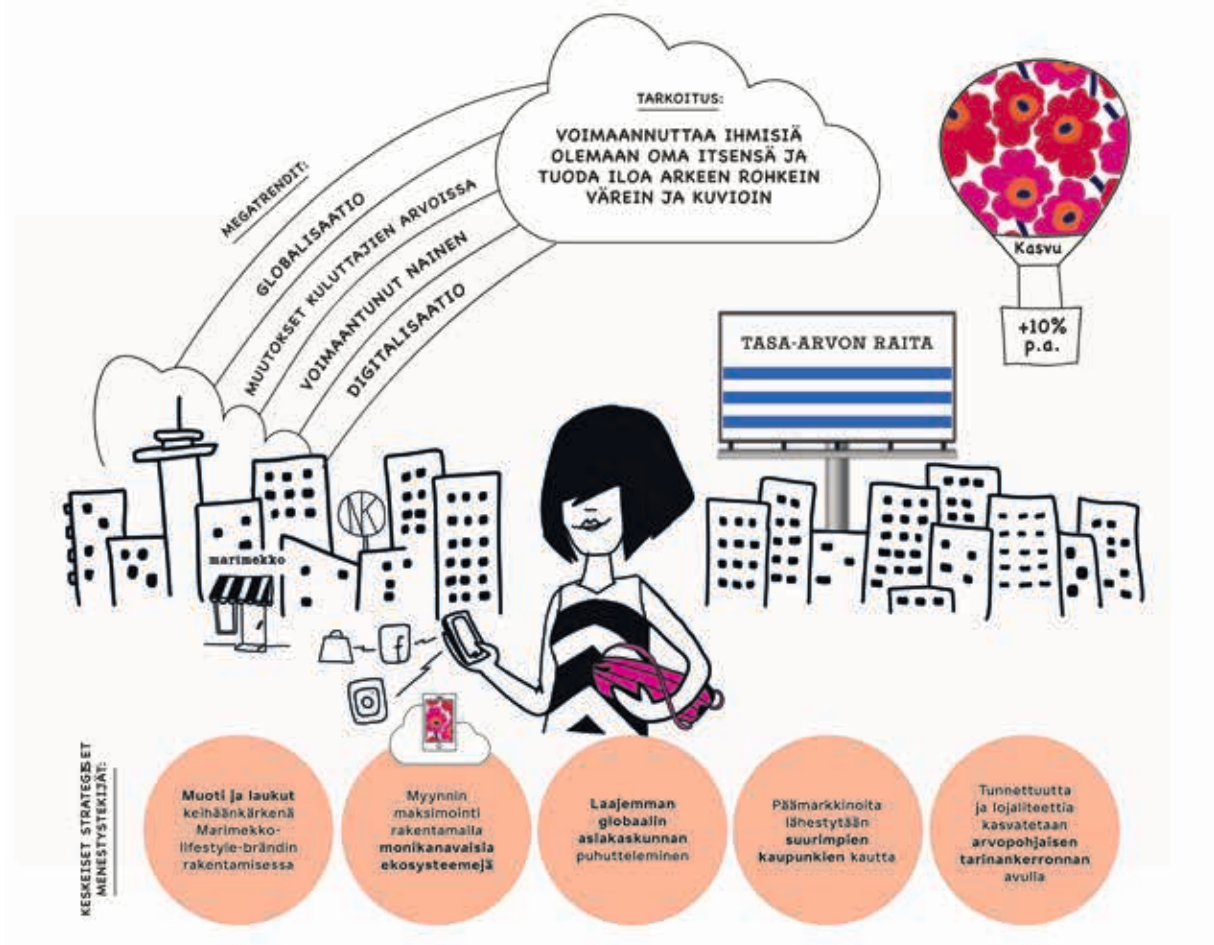 TARKOITUS:
VOIMAANNUTTAA IHMISIÄ
OLEMAAN OMA ITSENSÄ JA
TUODA ILOA ARKEEN ROHKEIN
VÄREIN JA KUVIOIN
MEGATRENDIT:
GLOBALISAATIO
MUUTOKSET KULUTTAJIEN ARVOISSA
VOIMAANTUNUT NAINEN
DIGITALISAATIO
Kasvu
+10%
p.a.
TASA-ARVON RAITA
NK
marimekko
f
KESKEISET STRATEGISET
MENESTYSTEKIJÄT:
Muoti ja laukut
keihäänkärkenä
Marimekko-
lifestyle-brändin
rakentamisessa
Myynnin
maksimointi
rakentamalla
monikanavaisia
ekosysteemejä
Laajemman
globaalin
asiakaskunnan
puhutteleminen
Päämarkkinoita
lähestytään
suurimpien
kaupunkien kautta
Tunnettuutta
ja lojaliteettia
kasvatetaan
arvopohjaisen
tarinankerronnan
avulla